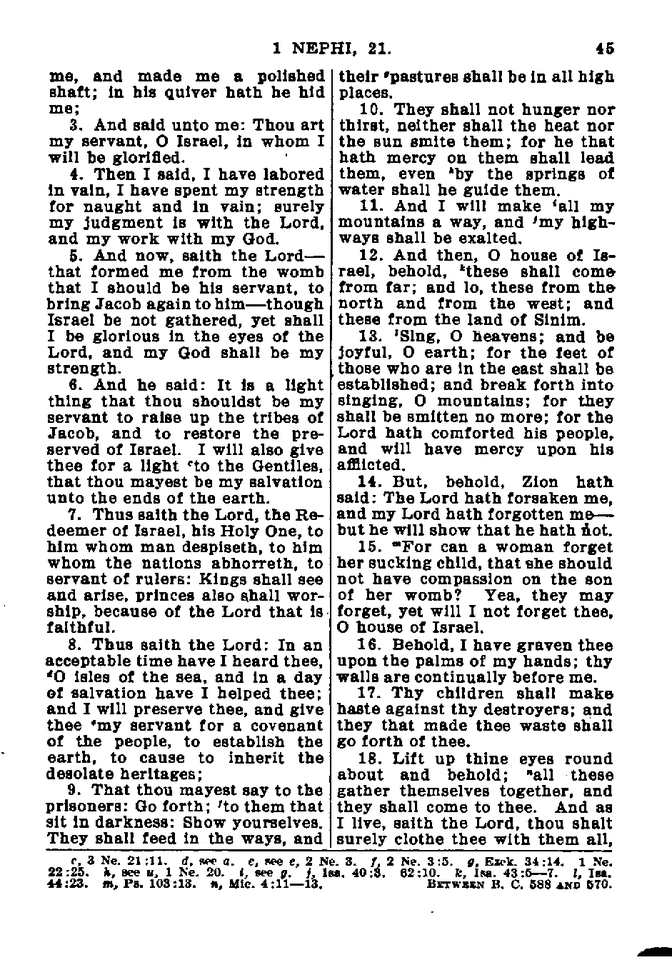 1 NEPHI, 21. 45
me, and made me a polished
shaft; in his quiver hath he hid
me;
3. And said unto me: Thou art
my servant, O Israel, in whom I
will be glorified.
4. Then I said, I have labored
in vain, I have spent my strength
for naught and in vain; surely
my judgment is with the Lord,
and my work with my God.
5. And now, saith the Lord—
that formed me from the womb
that I should be his servant, to
bring Jacob again to him—though
Israel be not gathered, yet shall
I be glorious in the eyes of the
Lord, and my God shall be my
strength.
6. And he said: It is a light
thing that thou shouldst be my
servant to raise up the tribes of
Jacob, and to restore the pre-
served of Israel. I will also give
thee for a light cto the Gentiles,
that thou mayest be my salvation
unto the ends of the earth.
7. Thus saith the Lord, the Re-
deemer of Israel, his Holy One, to
him whom man despiseth, to him
whom the nations abhorreth, to
servant of rulers: Kings shall see
and arise, princes also shall wor-
ship, because of the Lord that is
faithful.
8. Thus saith the Lord: In an
acceptable time have I heard thee,
dO isles of the sea, and in a day
of salvation have I helped thee;
and I will preserve thee, and give
thee emy servant for a covenant
of the people, to establish the
earth, to cause to inherit the
desolate heritages;
9. That thou mayest say to the
prisoners: Go forth; fto them that
sit in darkness: Show yourselves.
They shall feed in the ways, and
their gpastures shall be in all high
places.
10. They shall not hunger nor
thirst, neither shall the heat nor
the sun smite them; for he that
hath mercy on them shall lead
them, even hby the springs of
water shall he guide them.
11. And I will make iall my
mountains a way, and jmy high-
ways shall be exalted.
12. And then, O house of Is-
rael, behold, kthese shall come
from far; and lo, these from the
north and from the west; and
these from the land of Sinim.
13. lSing, O heavens; and be
joyful, O earth; for the feet of
those who are in the east shall be
established; and break forth into
singing, O mountains; for they
shall be smitten no more; for the
Lord hath comforted his people,
and will have mercy upon his
afflicted.
14. But, behold, Zion hath
said: The Lord hath forsaken me,
and my Lord hath forgotten me—
but he will show that he hath not.
15. mFor can a woman forget
her sucking child, that she should
not have compassion on the son
of her womb? Yea, they may
forget, yet will I not forget thee,
O house of Israel.
16. Behold, I have graven thee
upon the palms of my hands; thy
walls are continually before me.
17. Thy children shall make
haste against thy destroyers; and
they that made thee waste shall
go forth of thee.
18. Lift up thine eyes round
about and behold; nall these
gather themselves together, and
they shall come to thee. And as
I live, saith the Lord, thou shalt
surely clothe thee with them all,
c, 3 Ne. 21:11. d, see a. e, see e, 2 Ne. 3. f, 2 Ne. 3:5. g, Ezek. 34:14. 1 Ne.
22:25. h, see u, 1 Ne. 20. i, see g. j, Isa. 40:3. 62:10. k, Isa. 43:5—7. l, Isa.
44:23. m, Ps. 103:13. n, Mic. 4:11—13. BETWEEN B. C. 588 AND 570.